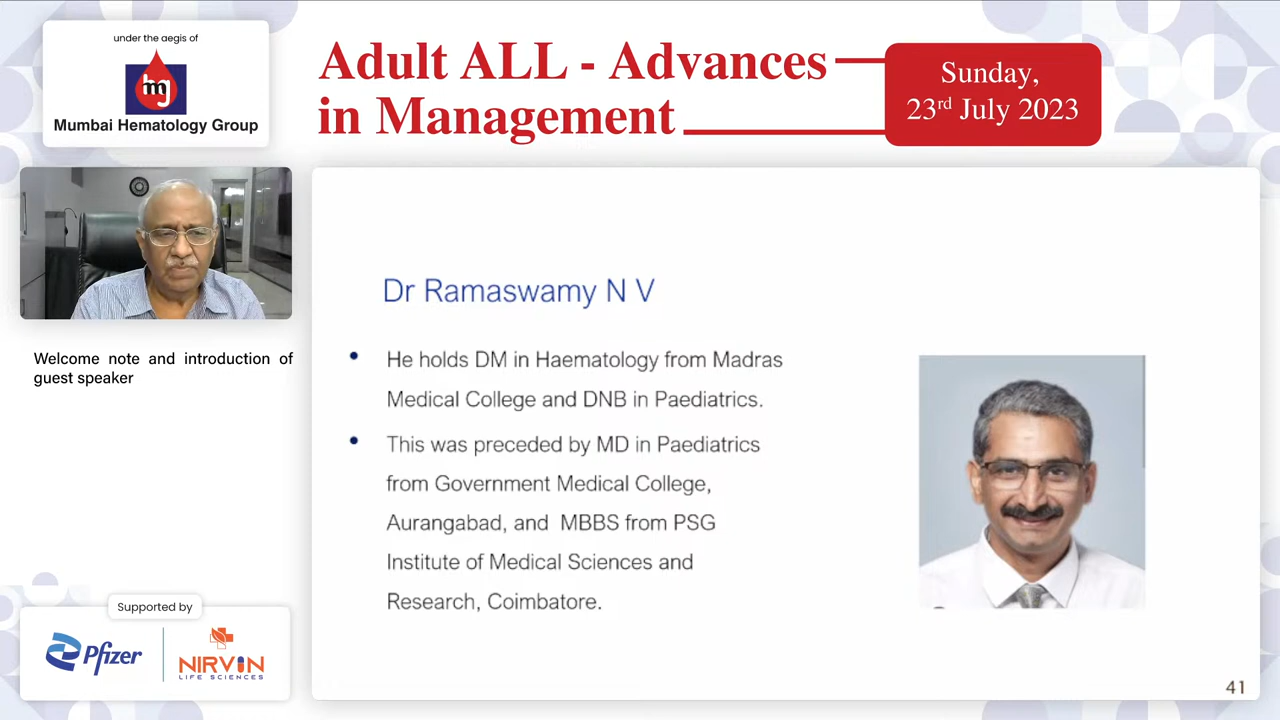 under the aegis of
mj
Mumbai Hematology Group
Adult ALL - Advances
in Management
Sunday,
23rd July 2023
Welcome note and introduction of
guest speaker
Dr Ramaswamy N V
• He holds DM in Haematology from Madras
Medical College and DNB in Paediatrics.
• This was preceded by MD in Paediatrics
from Government Medical College,
Aurangabad, and MBBS from PSG
Institute of Medical Sciences and
Research, Coimbatore.
Supported by
Pfizer
NIRViN
LIFE SCIENCES
41